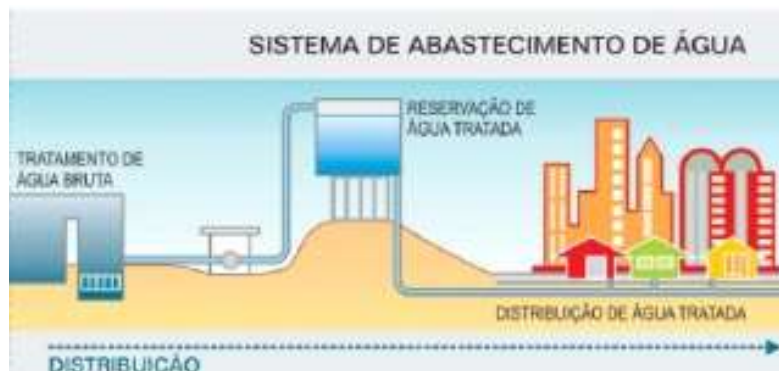 SISTEMA DE ABASTECIMENTO DE ÁGUA
RESERVAÇÃO DE
ÁGUA TRATADA
TRATAMENTO DE
ÁGUA BRUTA
DISTRIBUIÇÃO DE ÁGUA TRATADA
DISTRIBUIÇÃO